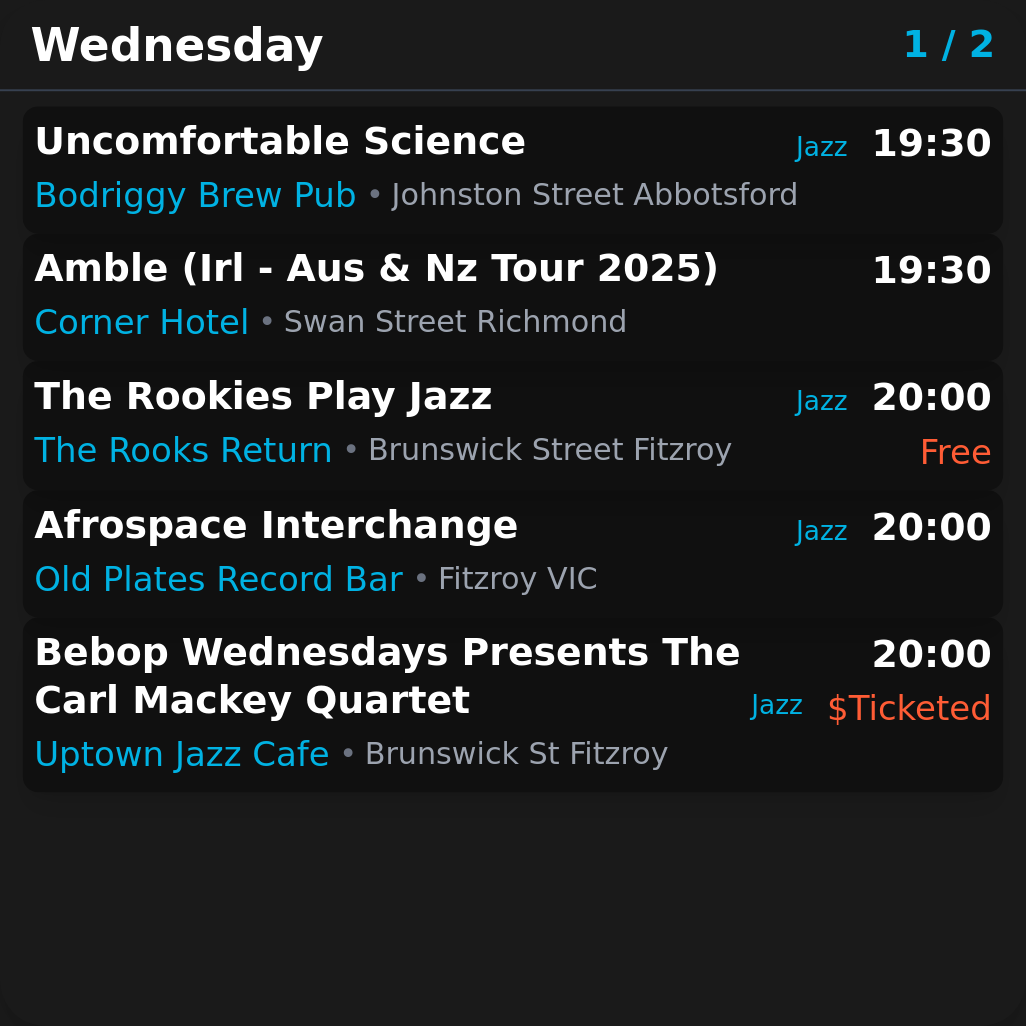 Wednesday 1 / 2
Uncomfortable Science Jazz 19:30
Bodriggy Brew Pub • Johnston Street Abbotsford
Amble (Irl - Aus & Nz Tour 2025) 19:30
Corner Hotel • Swan Street Richmond
The Rookies Play Jazz Jazz 20:00
The Rooks Return • Brunswick Street Fitzroy Free
Afrospace Interchange Jazz 20:00
Old Plates Record Bar • Fitzroy VIC
Bebop Wednesdays Presents The 20:00
Carl Mackey Quartet Jazz $Ticketed
Uptown Jazz Cafe • Brunswick St Fitzroy